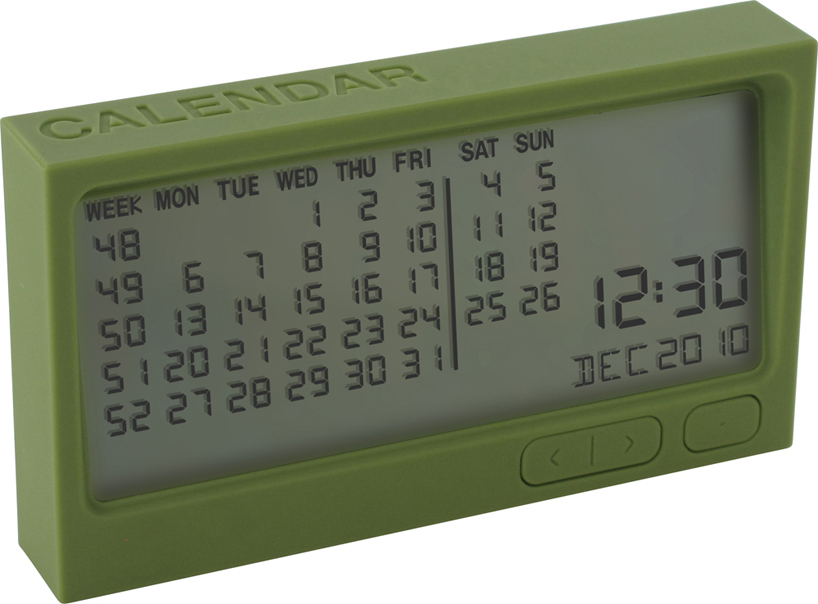 CALENDAR
WEEK MON TUE WED THU FRI SAT SUN
48 1 2 3 4 5
49 6 7 8 9 10 11 12
50 13 14 15 16 17 18 19
51 20 21 22 23 24 25 26
52 27 28 29 30 31
12:30
DEC 20 10
< | >